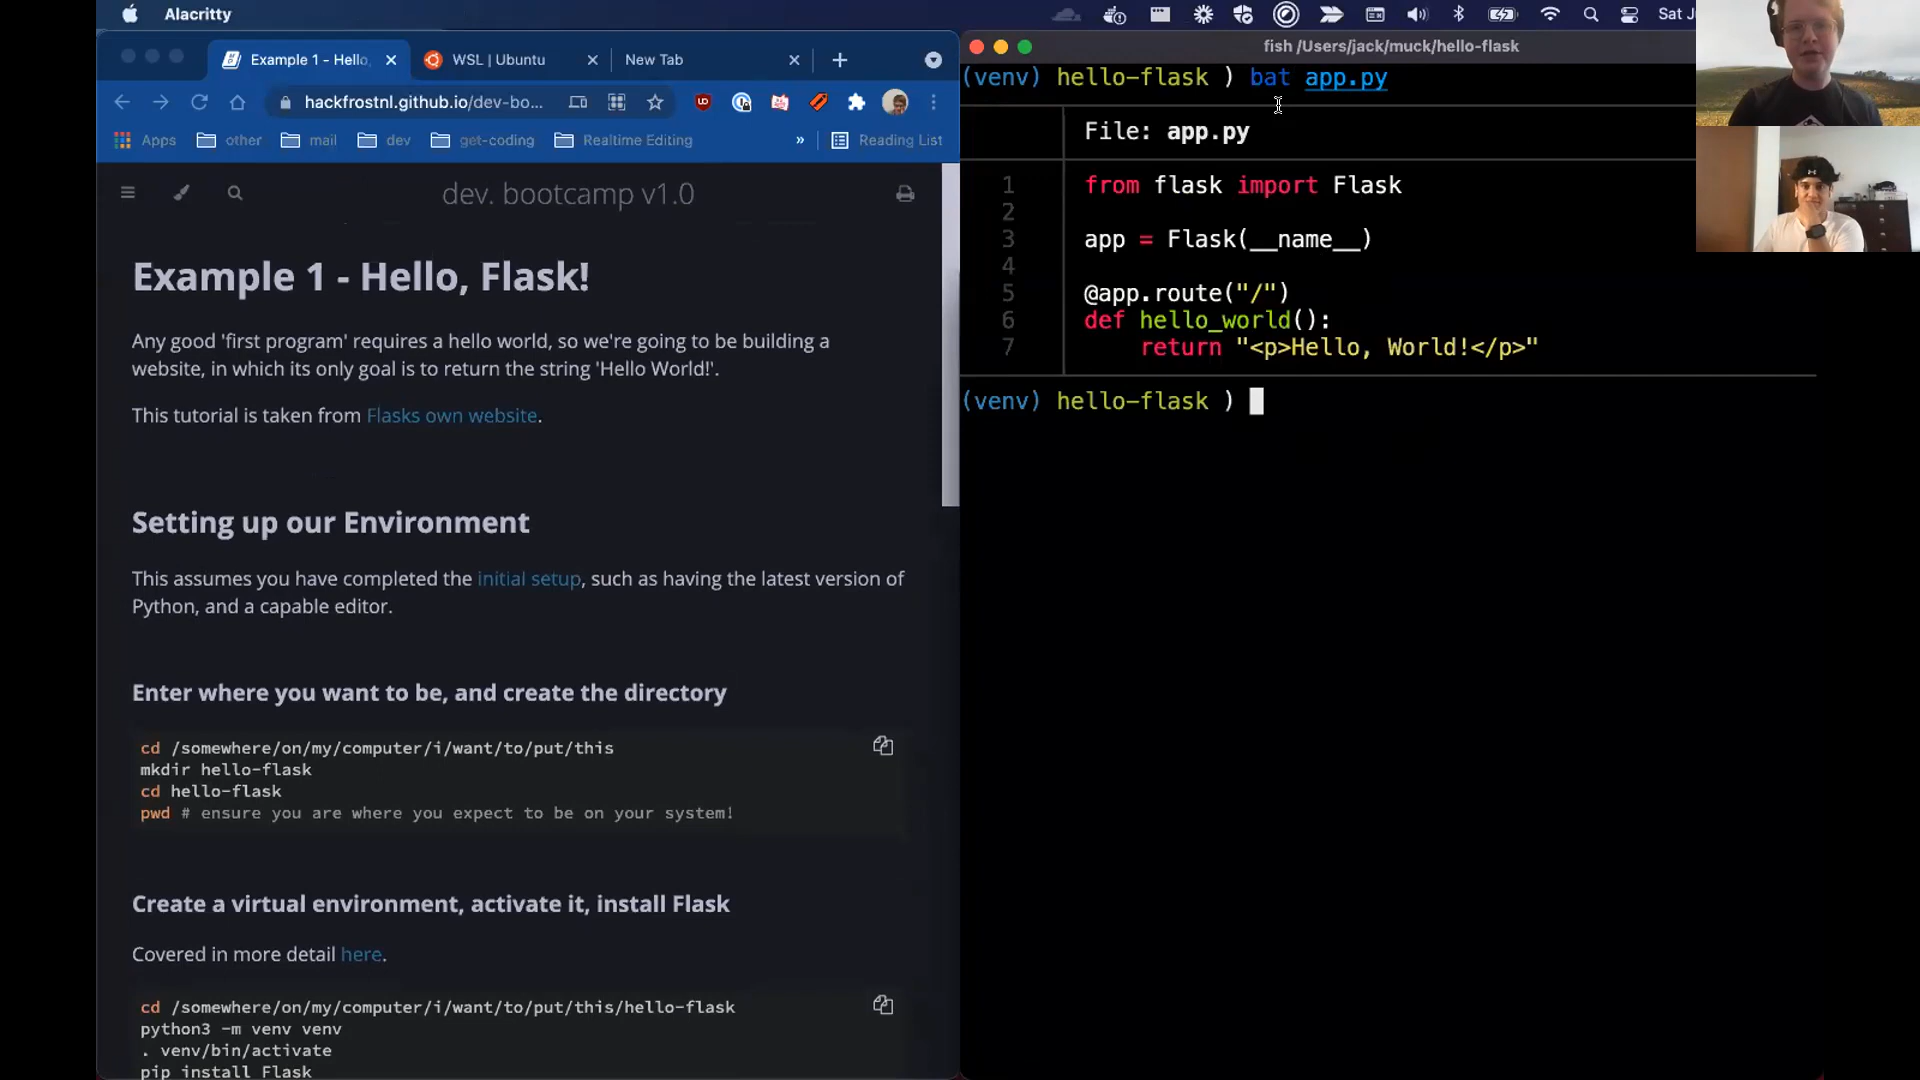 Alacritty
Sat
Example 1 - Hello,
WSL | Ubuntu
New Tab
hackfrostnl.github.io/dev-bo...
Apps
other
mail
dev
get-coding
Realtime Editing
»
Reading List
dev. bootcamp v1.0
Example 1 - Hello, Flask!
Any good 'first program' requires a hello world, so we're going to be building a
website, in which its only goal is to return the string 'Hello World!'.
This tutorial is taken from Flasks own website.
Setting up our Environment
This assumes you have completed the initial setup, such as having the latest version of
Python, and a capable editor.
Enter where you want to be, and create the directory
cd /somewhere/on/my/computer/i/want/to/put/this
mkdir hello-flask
cd hello-flask
pwd # ensure you are where you expect to be on your system!
Create a virtual environment, activate it, install Flask
Covered in more detail here.
cd /somewhere/on/my/computer/i/want/to/put/this/hello-flask
python3 -m venv venv
. venv/bin/activate
pip install Flask
fish /Users/jack/muck/hello-flask
(venv) hello-flask ) bat app.py
File: app.py
1 from flask import Flask
2
3 app = Flask(__name__)
4
5 @app.route("/")
6 def hello_world():
7 return "<p>Hello, World!</p>"
(venv) hello-flask )